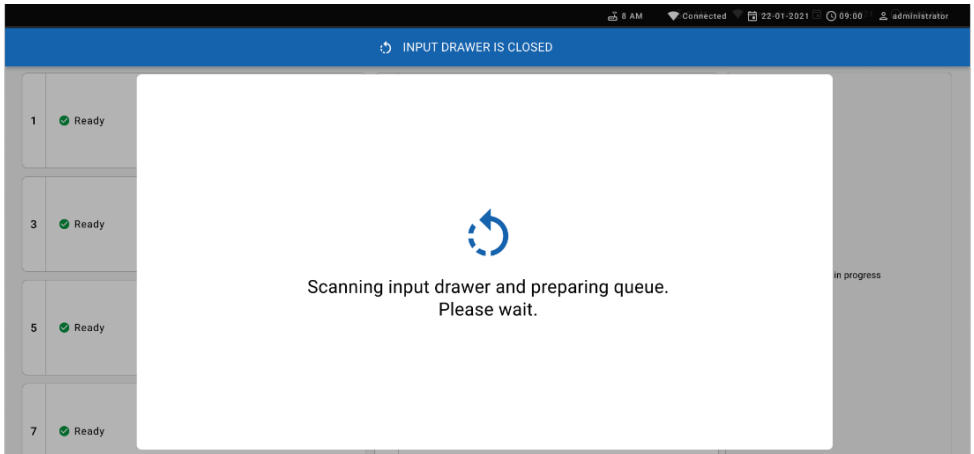 8 AM Connected 22-01-2021 09:00 administrator
INPUT DRAWER IS CLOSED
1 Ready
3 Ready
in progress
Scanning input drawer and preparing queue.
Please wait.
5 Ready
7 Ready